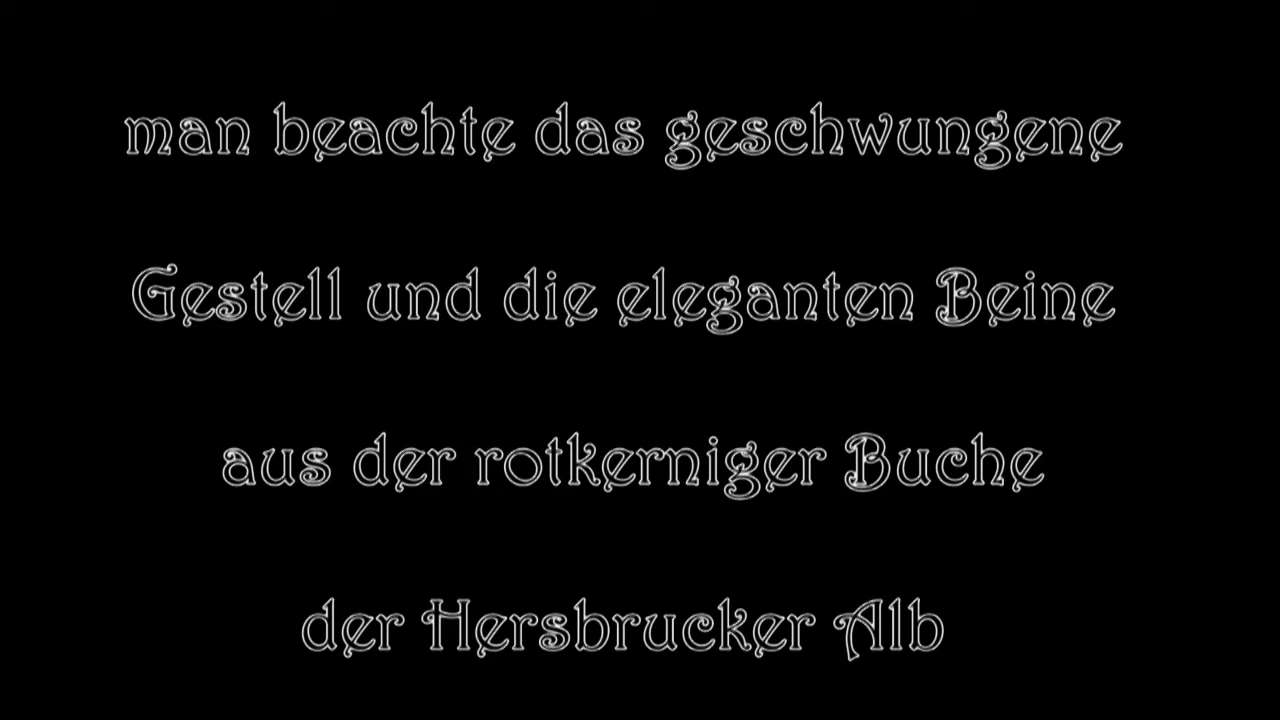 man beachte das geschwungene
Gestell und die eleganten Beine
aus der rotkerniger Buche
der Hersbrucker Alb